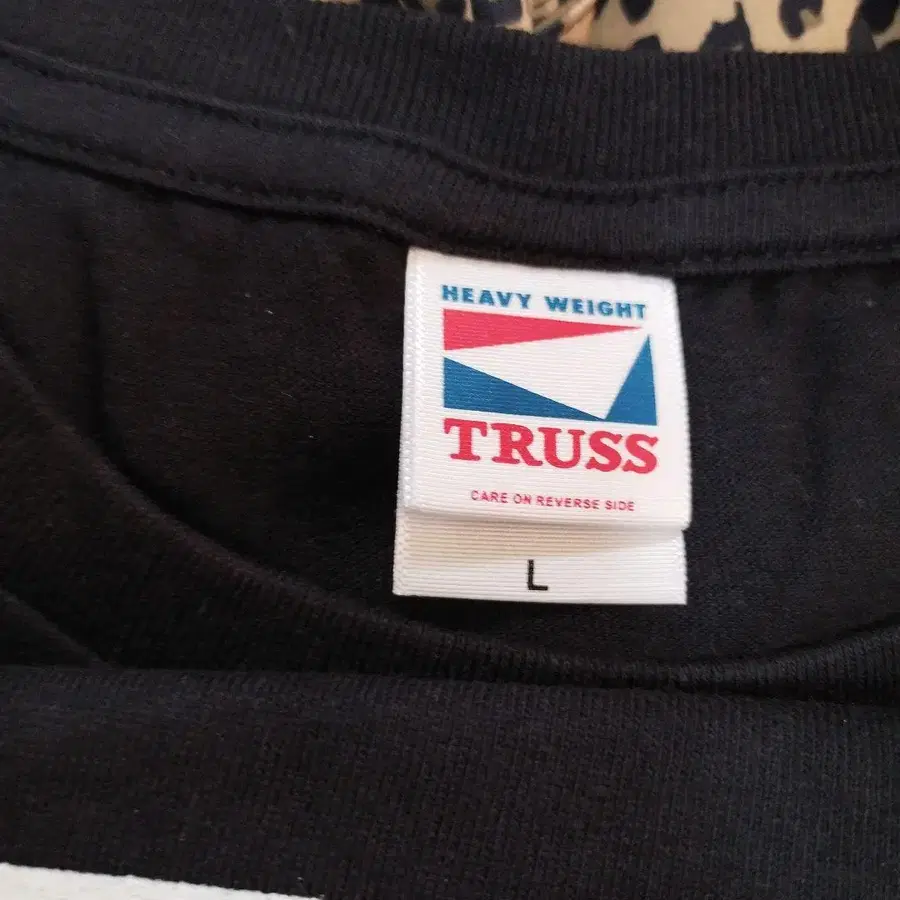 HEAVY WEIGHT
TRUSS
CARE ON REVERSE SIDE
L